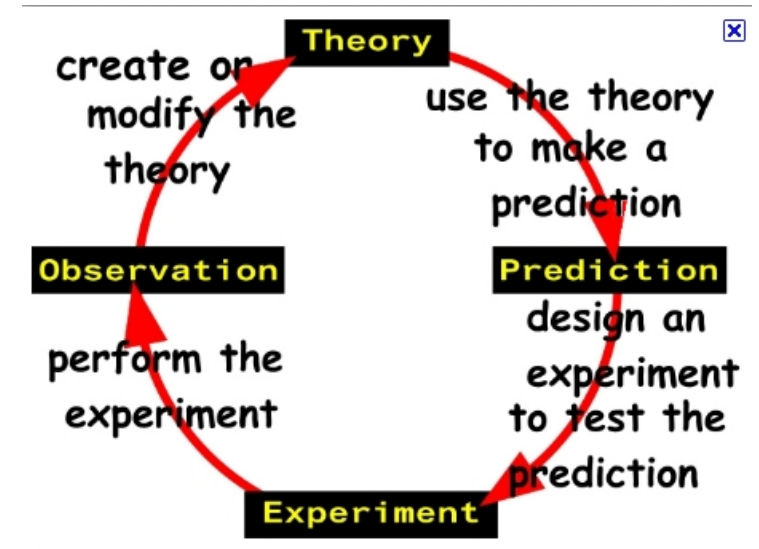 Theory
create or
modify the
theory
use the theory
to make a
prediction
Observation
Prediction
perform the
experiment
design an
experiment
to test the
prediction
Experiment